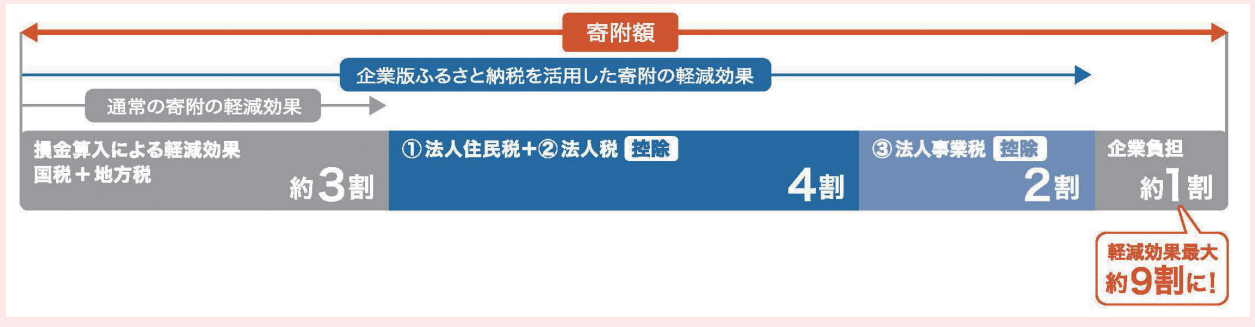 寄附額
企業版ふるさと納税を活用した寄附の軽減効果
通常の寄附の軽減効果
損金算入による軽減効果
国税＋地方税
約3割
①法人住民税＋②法人税 控除
4割
③法人事業税 控除
2割
企業負担
約1割
軽減効果最大
約9割に！